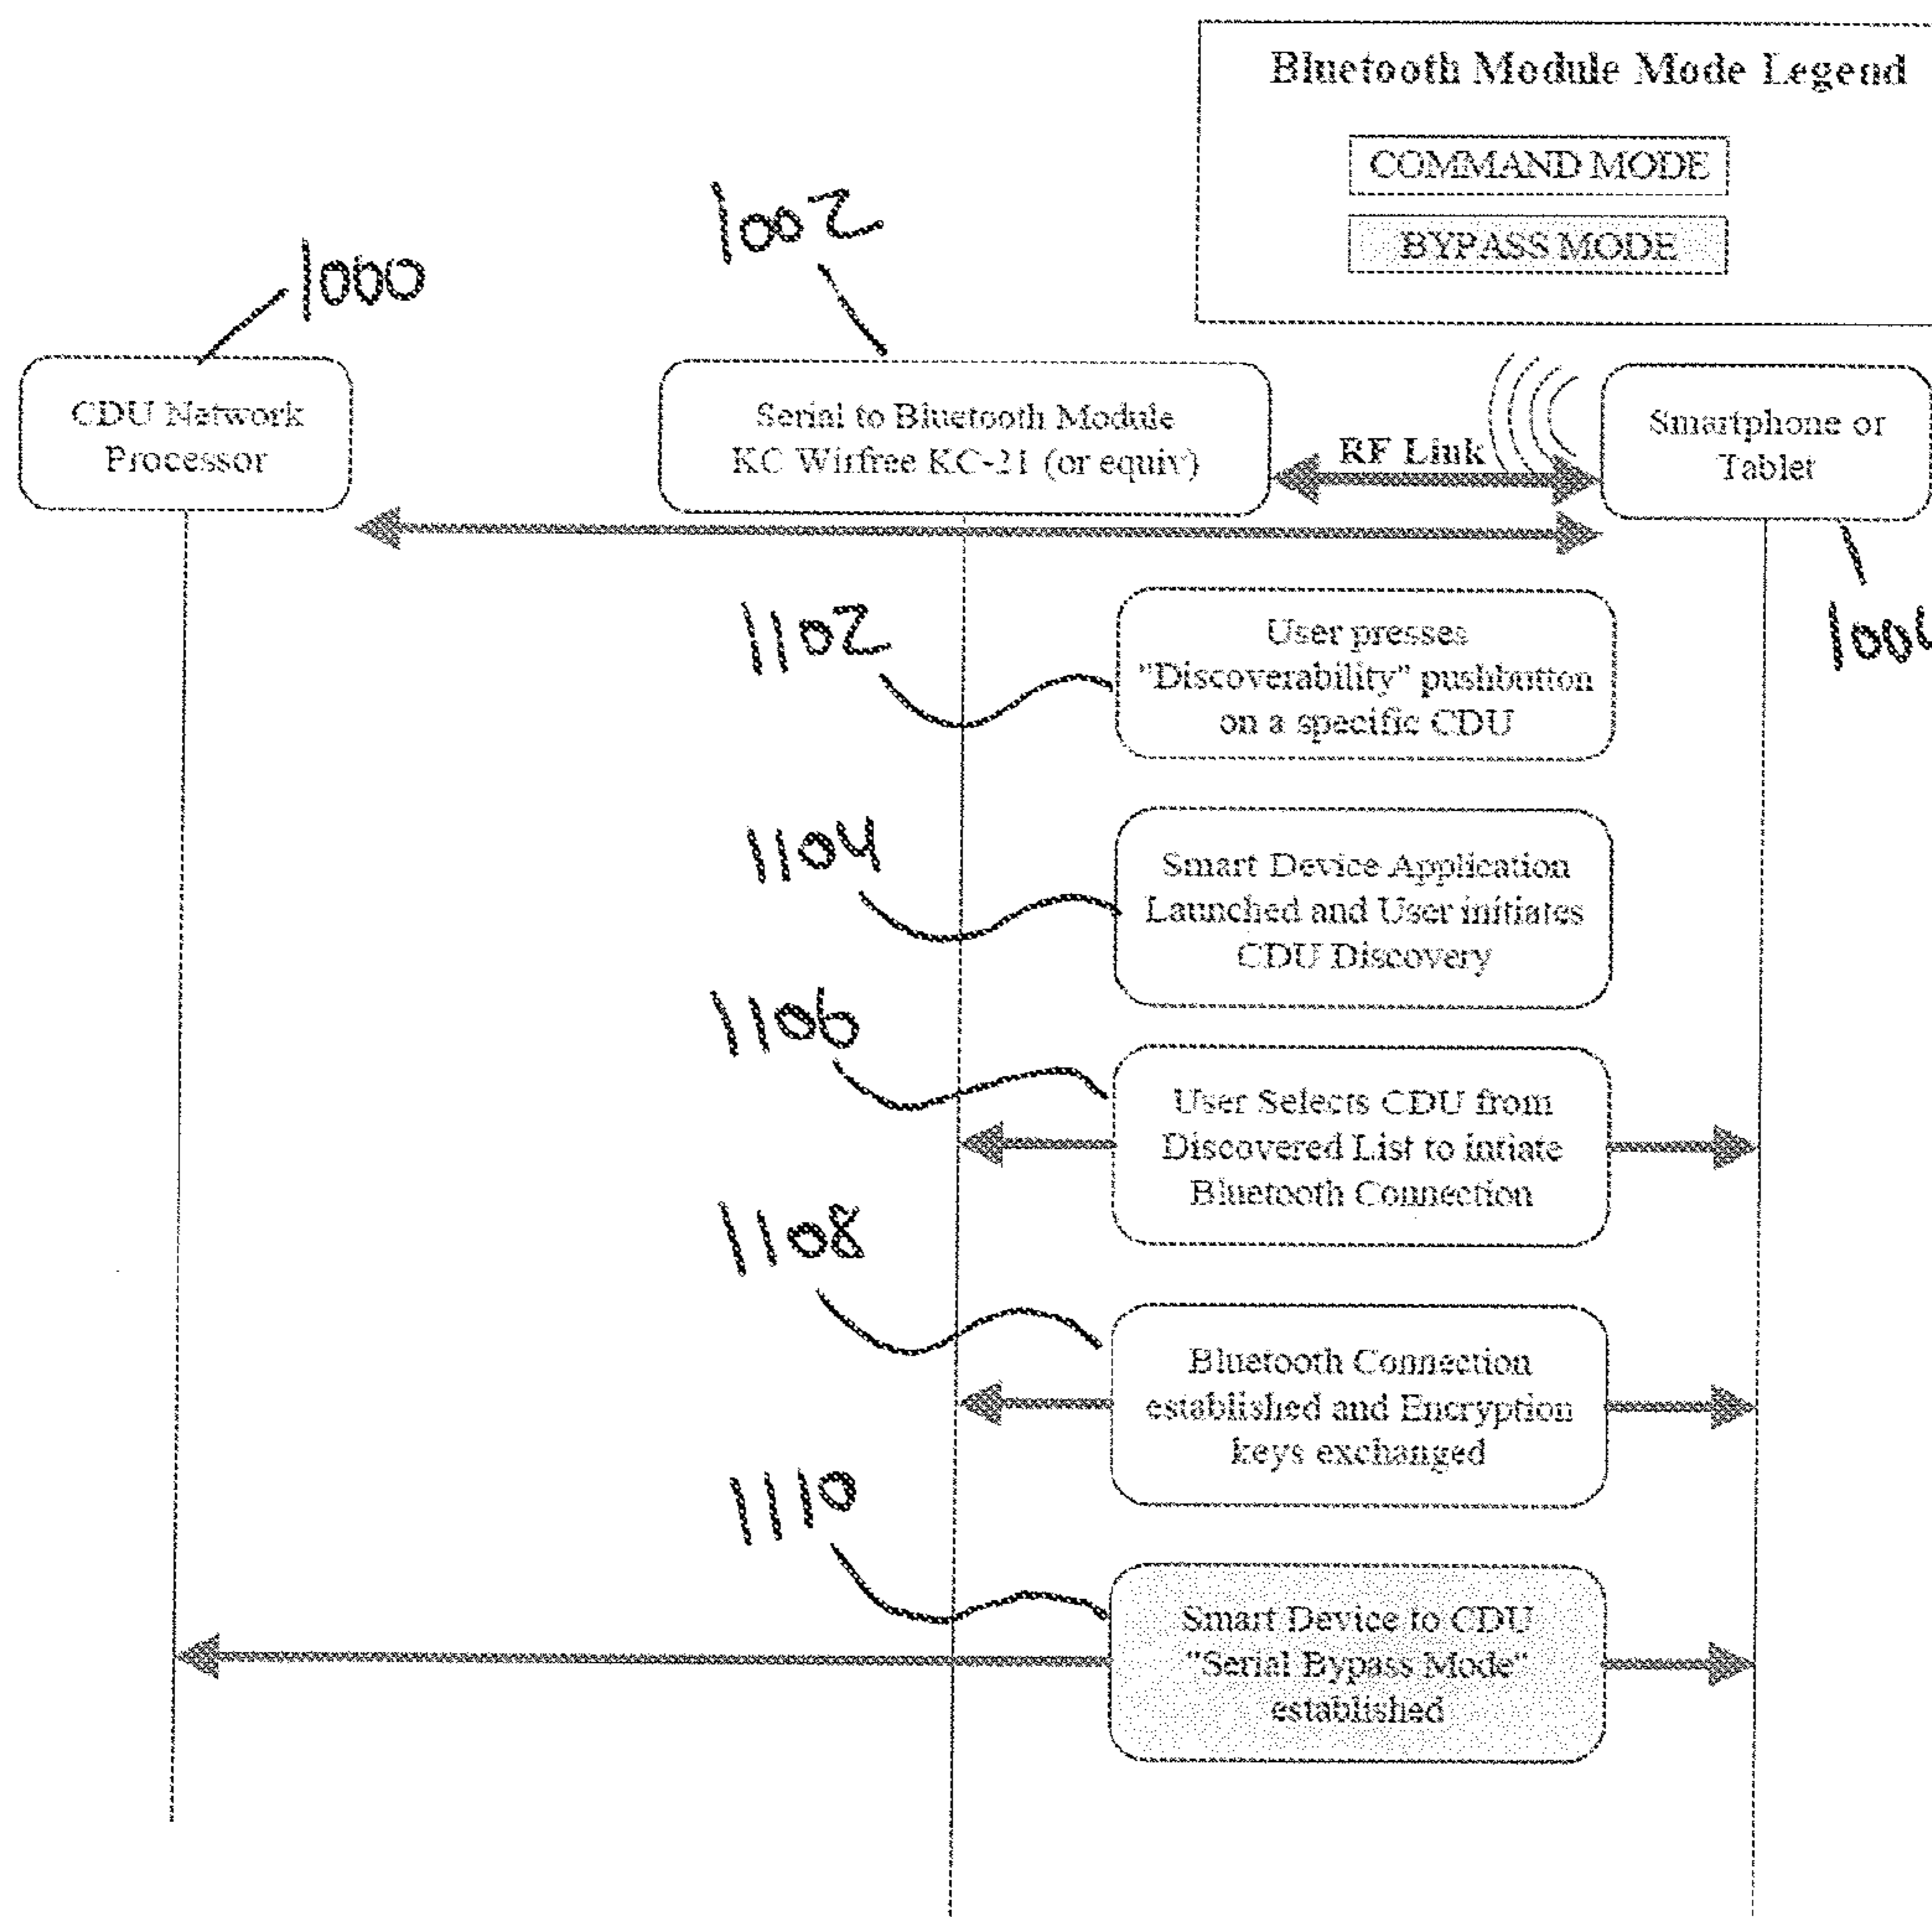 Bluetooth Module Mode Legend
COMMAND MODE
BYPASS MODE
1000
1002
CDU Network
Processor
Serial to Bluetooth Module
KC Wirfree KC-21 (or equiv)
RF Link
Smartphone or
Tablet
1102
User presses
"Discoverability" pushbutton
on a specific CDU
1104
Smart Device Application
Launched and User initiates
CDU Discovery
1106
User Selects CDU from
Discovered List to intiate
Bluetooth Connection
1108
Bluetooth Connection
established and Encryption
keys exchanged
1110
Smart Device to CDU
"Serial Bypass Mode"
established